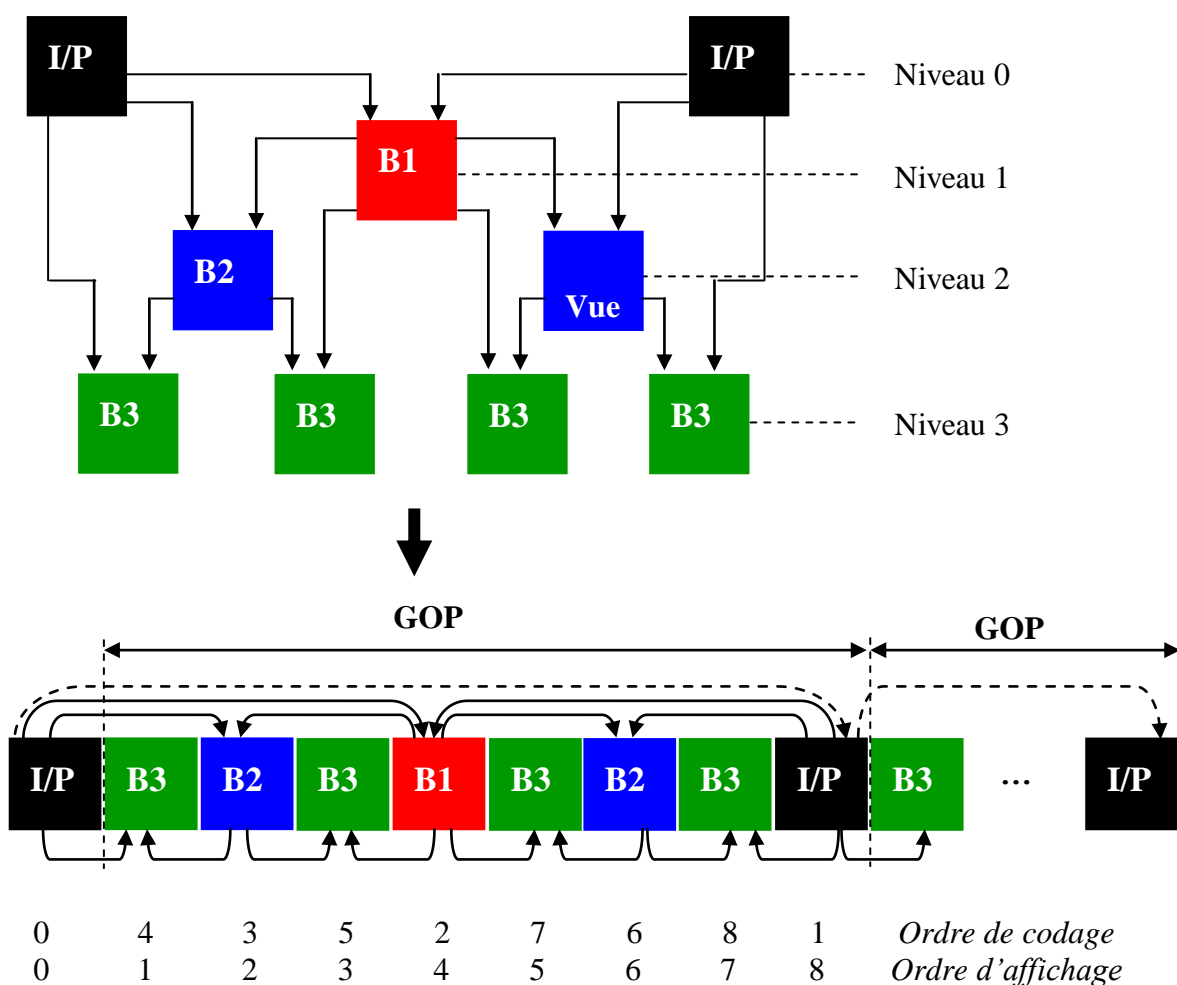 I/P
I/P
Niveau 0
B1
Niveau 1
B2
Vue
Niveau 2
B3
B3
B3
B3
Niveau 3
GOP
GOP
I/P B3 B2 B3 B1 B3 B2 B3 I/P B3 ... I/P
0 4 3 5 2 7 6 8 1 Ordre de codage
0 1 2 3 4 5 6 7 8 Ordre d’affichage